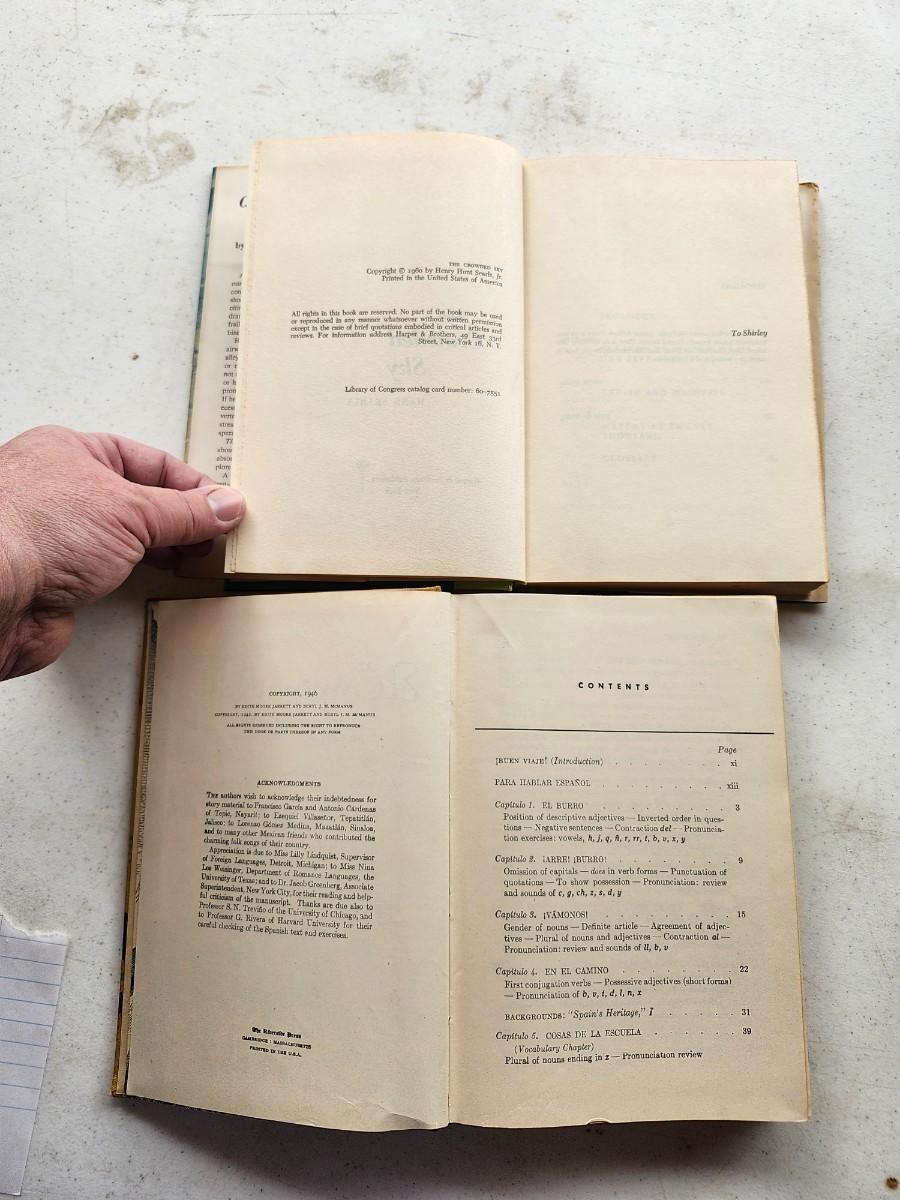 THE CROWDED SKY
Copyright © 1960 by Henry Hunt Searls, Jr.
Printed in the United States of America
All rights in this book are reserved. No part of the book may be used
or reproduced in any manner whatsoever without written permission
except in the case of brief quotations embodied in critical articles and
reviews. For information address Harper & Brothers, 49 East 33rd
Street, New York 16, N. Y.
Library of Congress catalog card number: 60-7551
To Shirley
COPYRIGHT, 1946
BY EDITH MOORE JARRETT AND BERYL J. M. McMANUS
COPYRIGHT, BY EDITH MOORE JARRETT AND BERYL J. M. McMANUS
ALL RIGHTS RESERVED INCLUDING THE RIGHT TO REPRODUCE
THIS BOOK OR PARTS THEREOF IN ANY FORM
ACKNOWLEDGMENTS
THE authors wish to acknowledge their indebtedness for
story material to Francisco García and Antonio Cárdenas
of Tepic, Nayarit; to Ezequiel Villaseñor, Tepatitlán,
Jalisco; to Lorenzo Gómez Medina, Mazatlán, Sinaloa,
and to many other Mexican friends who contributed the
charming folk songs of their country.
Appreciation is due to Miss Lilly Lindquist, Supervisor
of Foreign Languages, Detroit, Michigan; to Miss Nina
Lee Weisinger, Department of Romance Languages, the
University of Texas; and to Dr. Jacob Greenberg, Associate
Superintendent, New York City, for their reading and help-
ful criticism of the manuscript. Thanks are due also to
Professor S. N. Treviño of the University of Chicago, and
to Professor G. Rivera of Harvard University for their
careful checking of the Spanish text and exercises.
The Riverside Press
CAMBRIDGE : MASSACHUSETTS
PRINTED IN THE U.S.A.
CONTENTS
Page
¡BUEN VIAJE! (Introduction) . . . . . . . . xi
PARA HABLAR ESPAÑOL . . . . . . . . xiii
Capítulo 1. EL BURRO . . . . . . . . 3
Position of descriptive adjectives — Inverted order in ques-
tions — Negative sentences — Contraction del — Pronuncia-
tion exercises: vowels, h, j, q, ñ, r, rr, t, b, v, x, y
Capítulo 2. ¡ARRE! ¡BURRO! . . . . . . . . 9
Omission of capitals — does in verb forms — Punctuation of
quotations — To show possession — Pronunciation: review
and sounds of c, g, ch, z, s, d, y
Capítulo 3. ¡VÁMONOS! . . . . . . . . 15
Gender of nouns — Definite article — Agreement of adjec-
tives — Plural of nouns and adjectives — Contraction al —
Pronunciation: review and sounds of ll, b, v
Capítulo 4. EN EL CAMINO . . . . . . . . 22
First conjugation verbs — Possessive adjectives (short forms)
— Pronunciation of b, v, t, d, l, n, x
BACKGROUNDS: "Spain's Heritage," I . . . . . 31
Capítulo 5. COSAS DE LA ESCUELA . . . . . . 39
(Vocabulary Chapter)
Plural of nouns ending in z — Pronunciation review